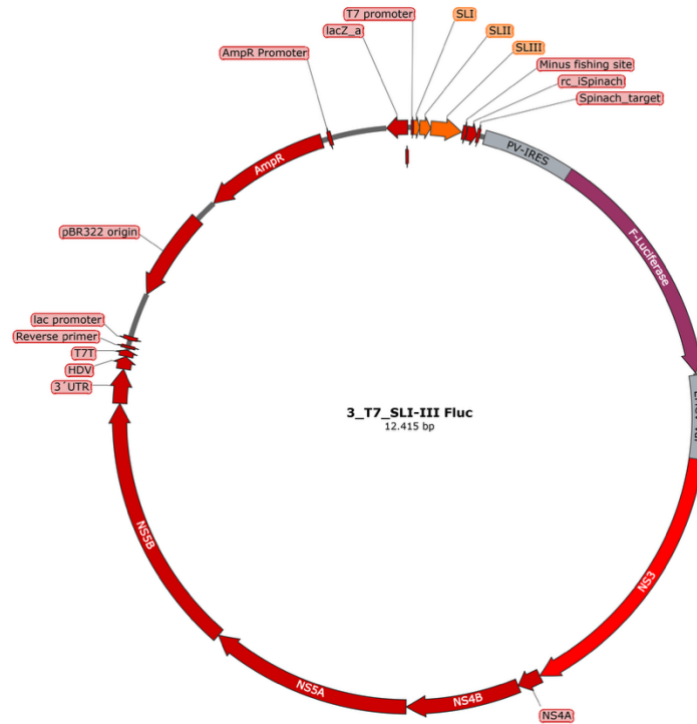 T7 promoter
SLI
lacZ_a
SLII
AmpR Promoter
SLIII
Minus fishing site
rc_iSpinach
Spinach_target
PV-IRES
AmpR
F-Luciferase
pBR322 origin
lac promoter
Reverse primer
T7T
HDV
3´UTR
3_T7_SLI-III Fluc
12.415 bp
NS5B
NS3
NS5A
NS4B
NS4A